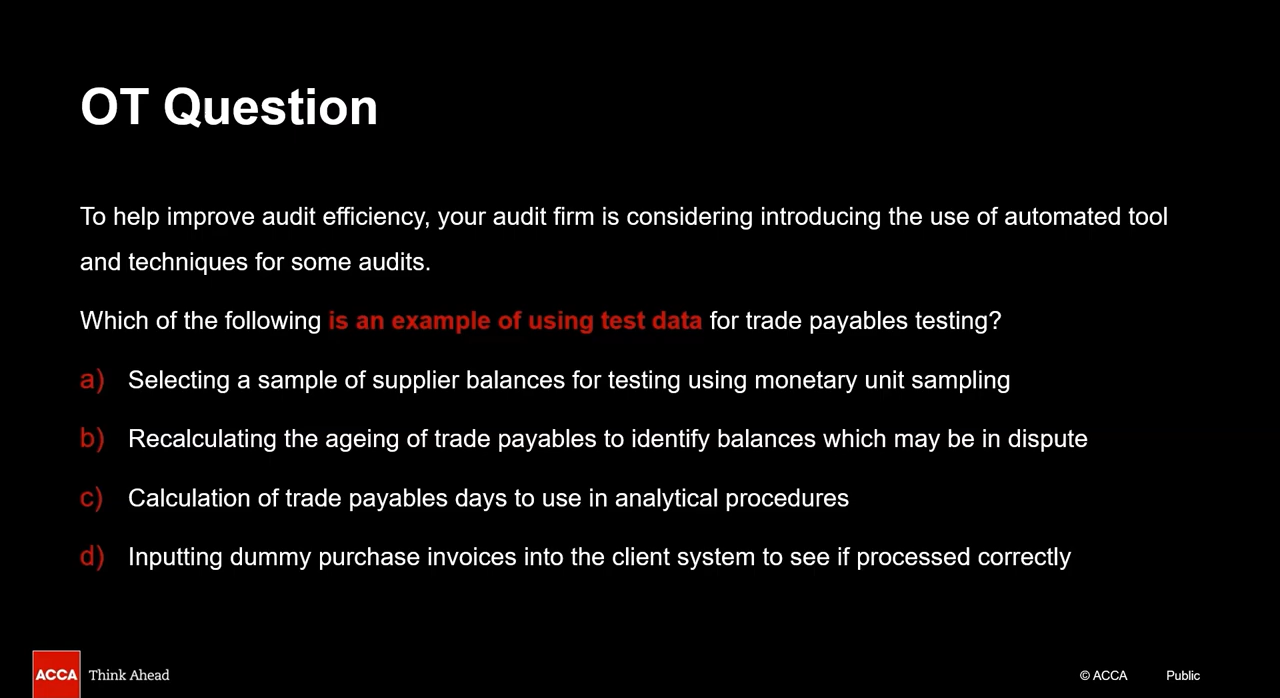 OT Question
To help improve audit efficiency, your audit firm is considering introducing the use of automated tool
and techniques for some audits.
Which of the following is an example of using test data for trade payables testing?
a) Selecting a sample of supplier balances for testing using monetary unit sampling
b) Recalculating the ageing of trade payables to identify balances which may be in dispute
c) Calculation of trade payables days to use in analytical procedures
d) Inputting dummy purchase invoices into the client system to see if processed correctly
ACCA Think Ahead
© ACCA Public